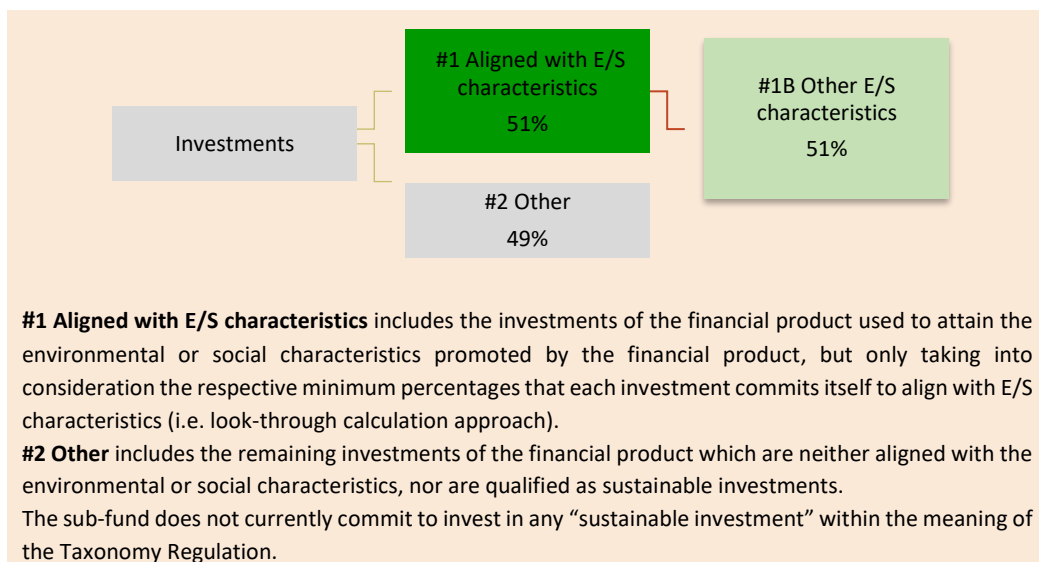 #1 Aligned with E/S
characteristics
51%
#1B Other E/S
characteristics
51%
Investments
#2 Other
49%
#1 Aligned with E/S characteristics includes the investments of the financial product used to attain the
environmental or social characteristics promoted by the financial product, but only taking into
consideration the respective minimum percentages that each investment commits itself to align with E/S
characteristics (i.e. look-through calculation approach).
#2 Other includes the remaining investments of the financial product which are neither aligned with the
environmental or social characteristics, nor are qualified as sustainable investments.
The sub-fund does not currently commit to invest in any “sustainable investment” within the meaning of
the Taxonomy Regulation.